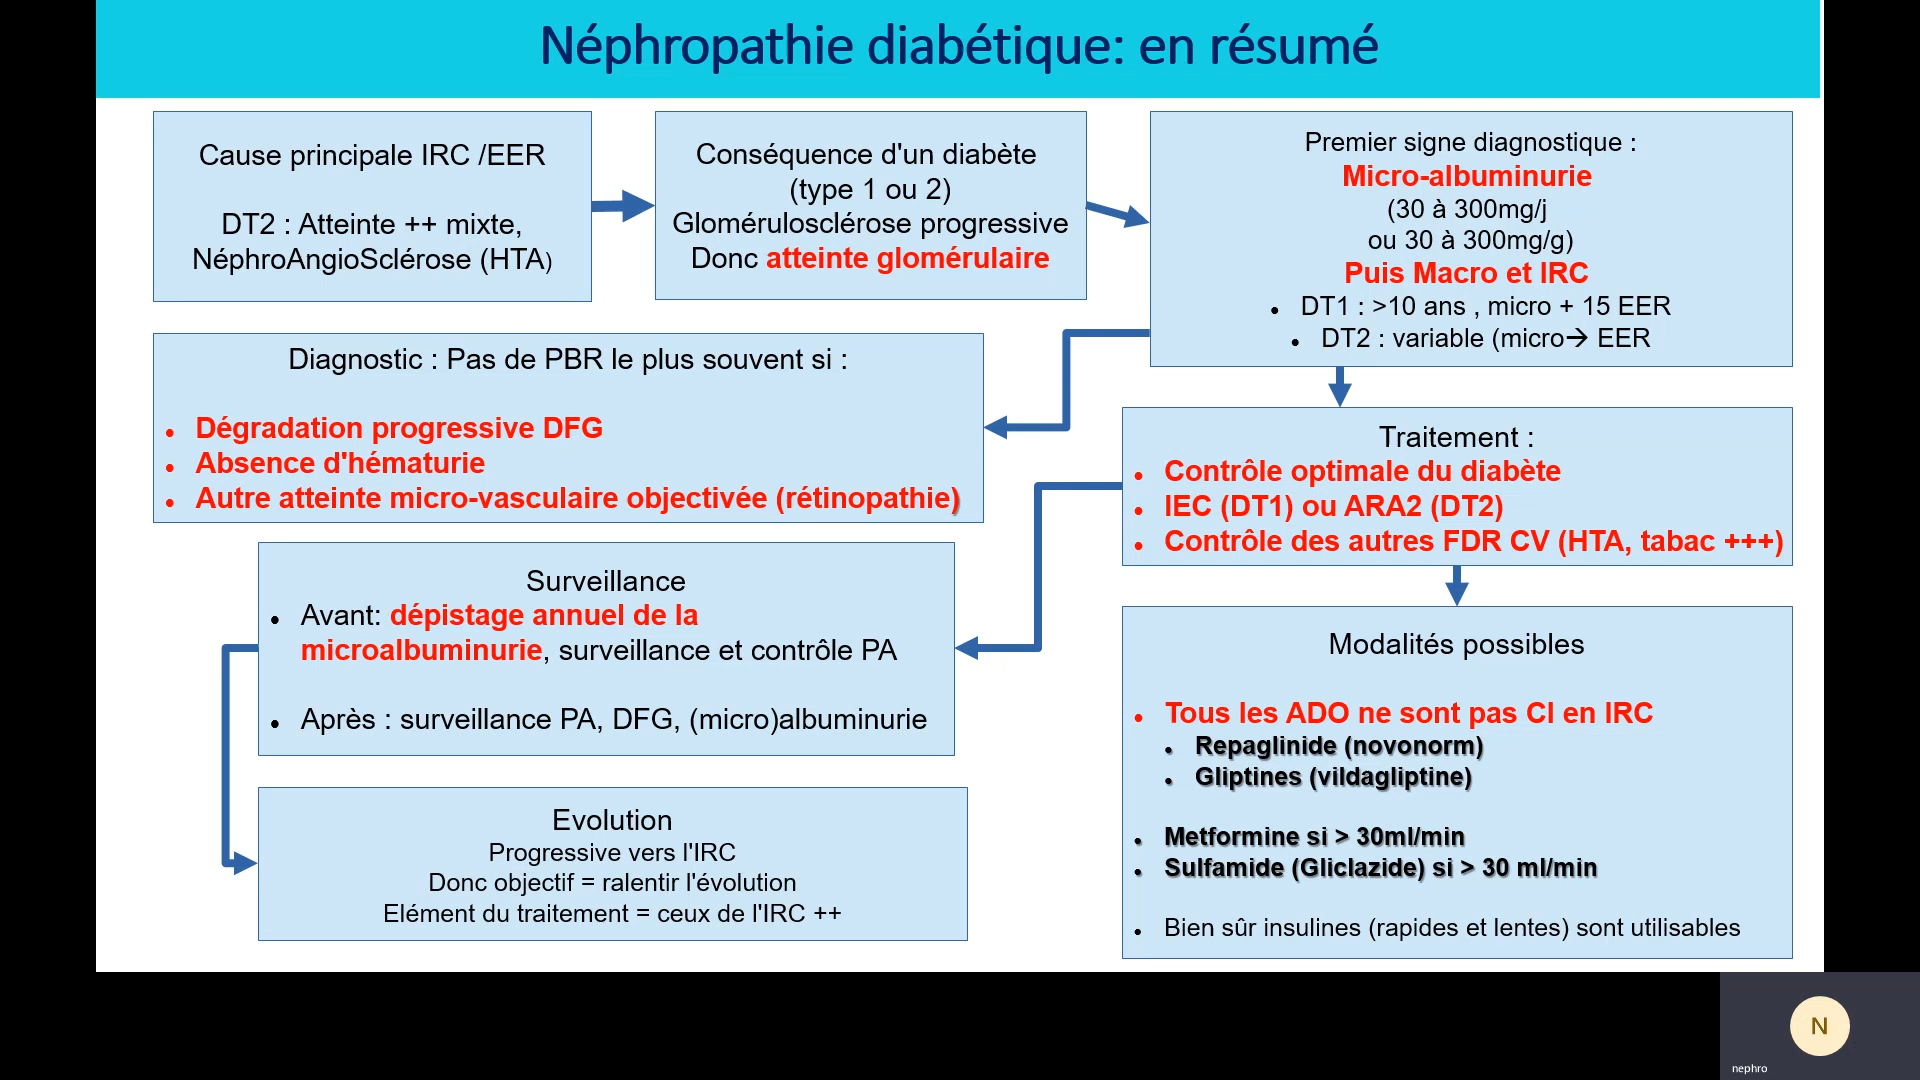 Néphropathie diabétique: en résumé
Cause principale IRC /EER
DT2 : Atteinte ++ mixte,
NéphroAngioSclérose (HTA)
Conséquence d'un diabète
(type 1 ou 2)
Glomérulosclérose progressive
Donc atteinte glomérulaire
Premier signe diagnostique :
Micro-albuminurie
(30 à 300mg/j
ou 30 à 300mg/g)
Puis Macro et IRC
• DT1 : >10 ans , micro + 15 EER
• DT2 : variable (micro→ EER
Diagnostic : Pas de PBR le plus souvent si :
• Dégradation progressive DFG
• Absence d'hématurie
• Autre atteinte micro-vasculaire objectivée (rétinopathie)
Traitement :
• Contrôle optimale du diabète
• IEC (DT1) ou ARA2 (DT2)
• Contrôle des autres FDR CV (HTA, tabac +++)
Surveillance
• Avant: dépistage annuel de la
microalbuminurie, surveillance et contrôle PA
• Après : surveillance PA, DFG, (micro)albuminurie
Modalités possibles
• Tous les ADO ne sont pas CI en IRC
• Repaglinide (novonorm)
• Gliptines (vildagliptine)
• Metformine si > 30ml/min
• Sulfamide (Gliclazide) si > 30 ml/min
• Bien sûr insulines (rapides et lentes) sont utilisables
Evolution
Progressive vers l'IRC
Donc objectif = ralentir l'évolution
Elément du traitement = ceux de l'IRC ++
N
nephro